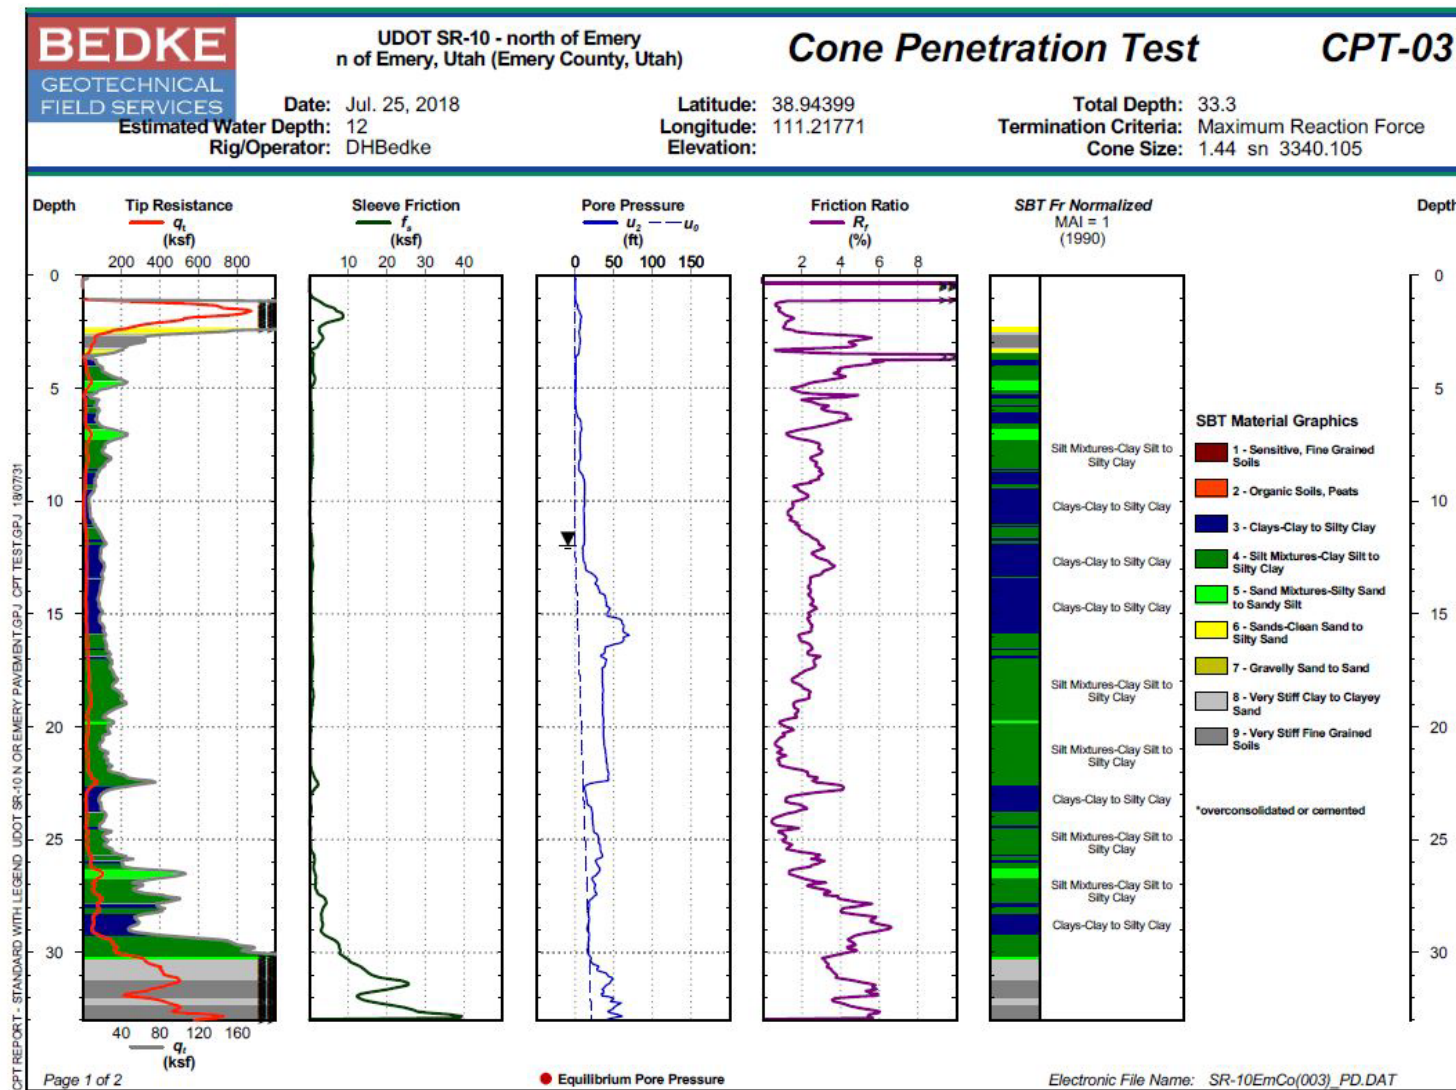 BEDKE
GEOTECHNICAL
FIELD SERVICES
UDOT SR-10 - north of Emery
n of Emery, Utah (Emery County, Utah)
Cone Penetration Test CPT-03
Date: Jul. 25, 2018
Estimated Water Depth: 12
Rig/Operator: DHBedke
Latitude: 38.94399
Longitude: 111.21771
Elevation:
Total Depth: 33.3
Termination Criteria: Maximum Reaction Force
Cone Size: 1.44 sn 3340.105
Depth
Tip Resistance
qt
(ksf)
200 400 600 800
Sleeve Friction
fs
(ksf)
10 20 30 40
Pore Pressure
u2 u0
(ft)
0 50 100 150
Friction Ratio
Rf
(%)
2 4 6 8
SBT Fr Normalized
MAI = 1
(1990)
Depth
0
5
10
15
20
25
30
Silt Mixtures-Clay Silt to
Silty Clay
Clays-Clay to Silty Clay
Clays-Clay to Silty Clay
Clays-Clay to Silty Clay
Silt Mixtures-Clay Silt to
Silty Clay
Silt Mixtures-Clay Silt to
Silty Clay
Clays-Clay to Silty Clay
Silt Mixtures-Clay Silt to
Silty Clay
Silt Mixtures-Clay Silt to
Silty Clay
Clays-Clay to Silty Clay
SBT Material Graphics
1 - Sensitive, Fine Grained
Soils
2 - Organic Soils, Peats
3 - Clays-Clay to Silty Clay
4 - Silt Mixtures-Clay Silt to
Silty Clay
5 - Sand Mixtures-Silty Sand
to Sandy Silt
6 - Sands-Clean Sand to
Silty Sand
7 - Gravelly Sand to Sand
8 - Very Stiff Clay to Clayey
Sand
9 - Very Stiff Fine Grained
Soils
*overconsolidated or cemented
0
5
10
15
20
25
30
40 80 120 160
qt
(ksf)
CPT REPORT - STANDARD WITH LEGEND UDOT SR-10 N OR EMERY PAVEMENT.GPJ CPT TEST.GPJ 18/07/31
Page 1 of 2
Equilibrium Pore Pressure
Electronic File Name: SR-10EmCo(003)_PD.DAT